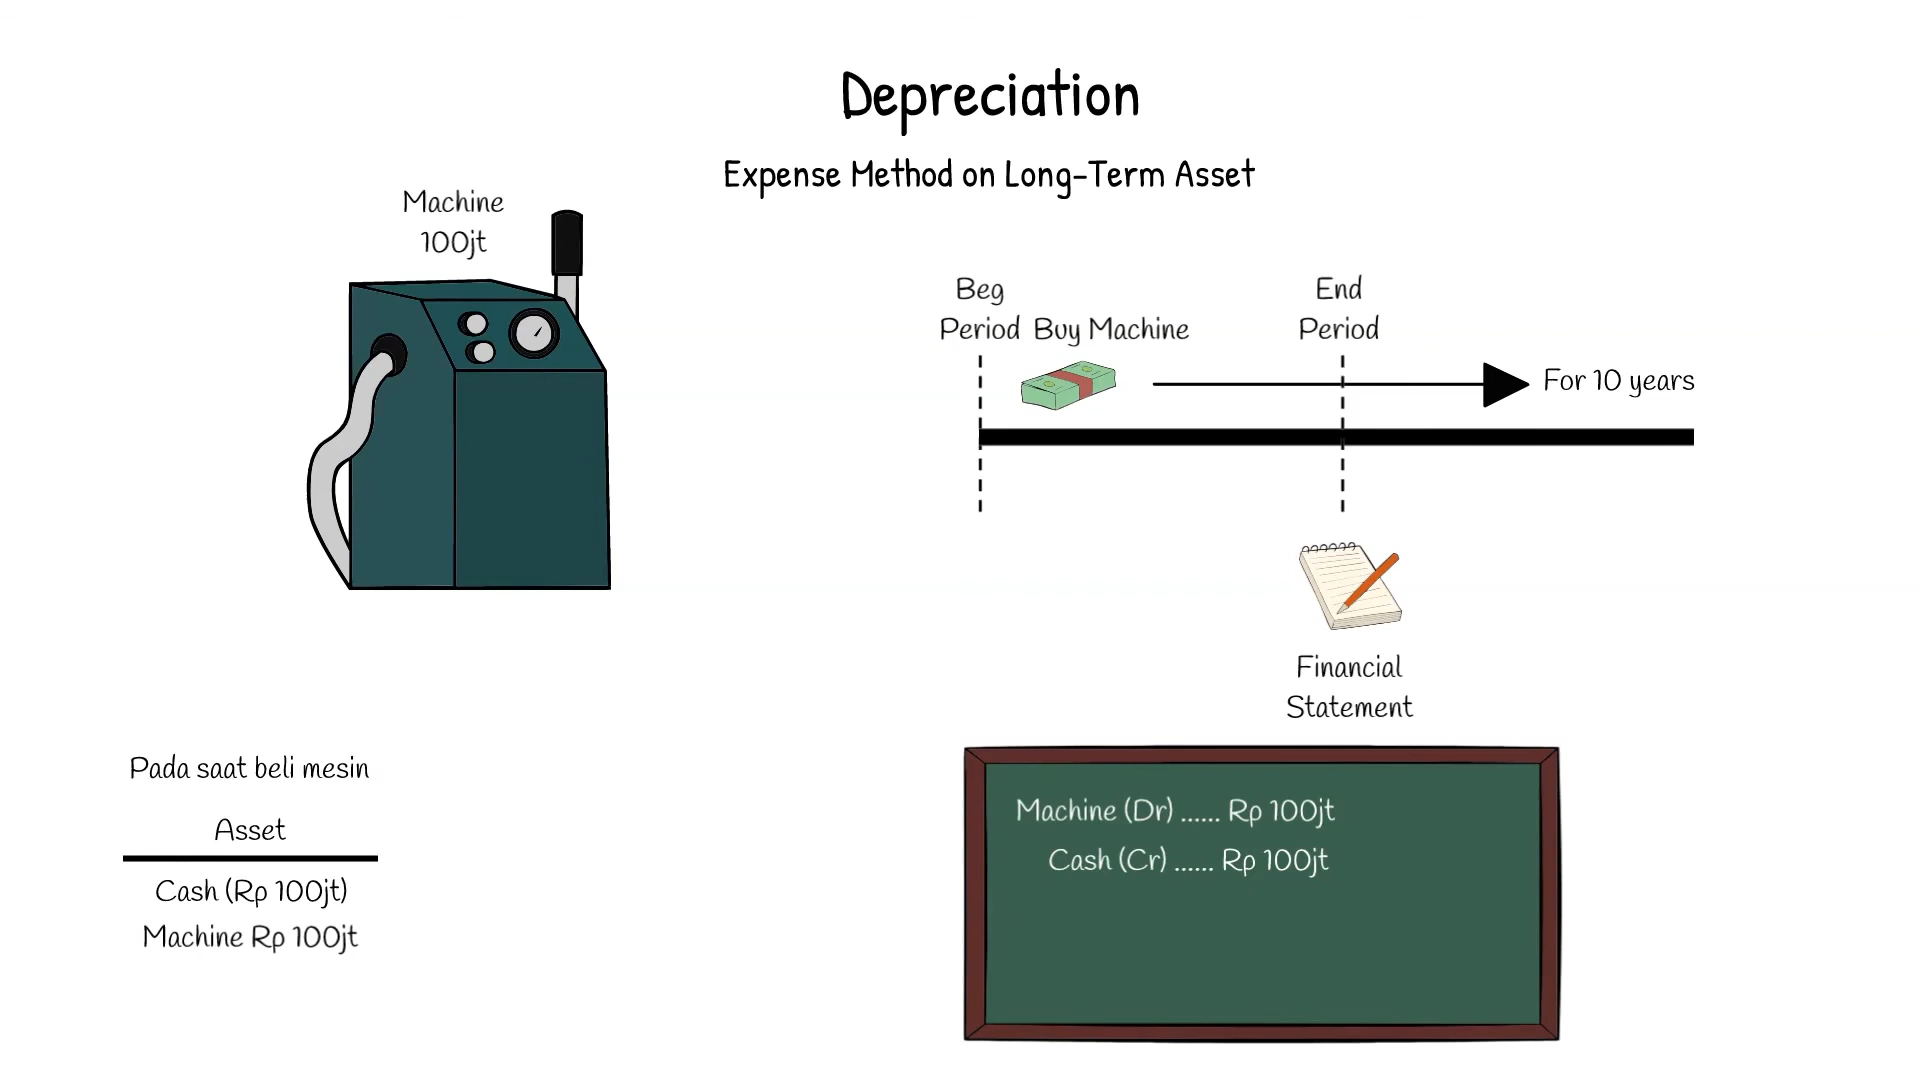 Depreciation
Expense Method on Long-Term Asset
Machine
100jt
Beg
Period
Buy Machine
End
Period
For 10 years
Financial
Statement
Pada saat beli mesin
Asset
Cash (Rp 100jt)
Machine Rp 100jt
Machine (Dr) ...... Rp 100jt
Cash (Cr) ...... Rp 100jt